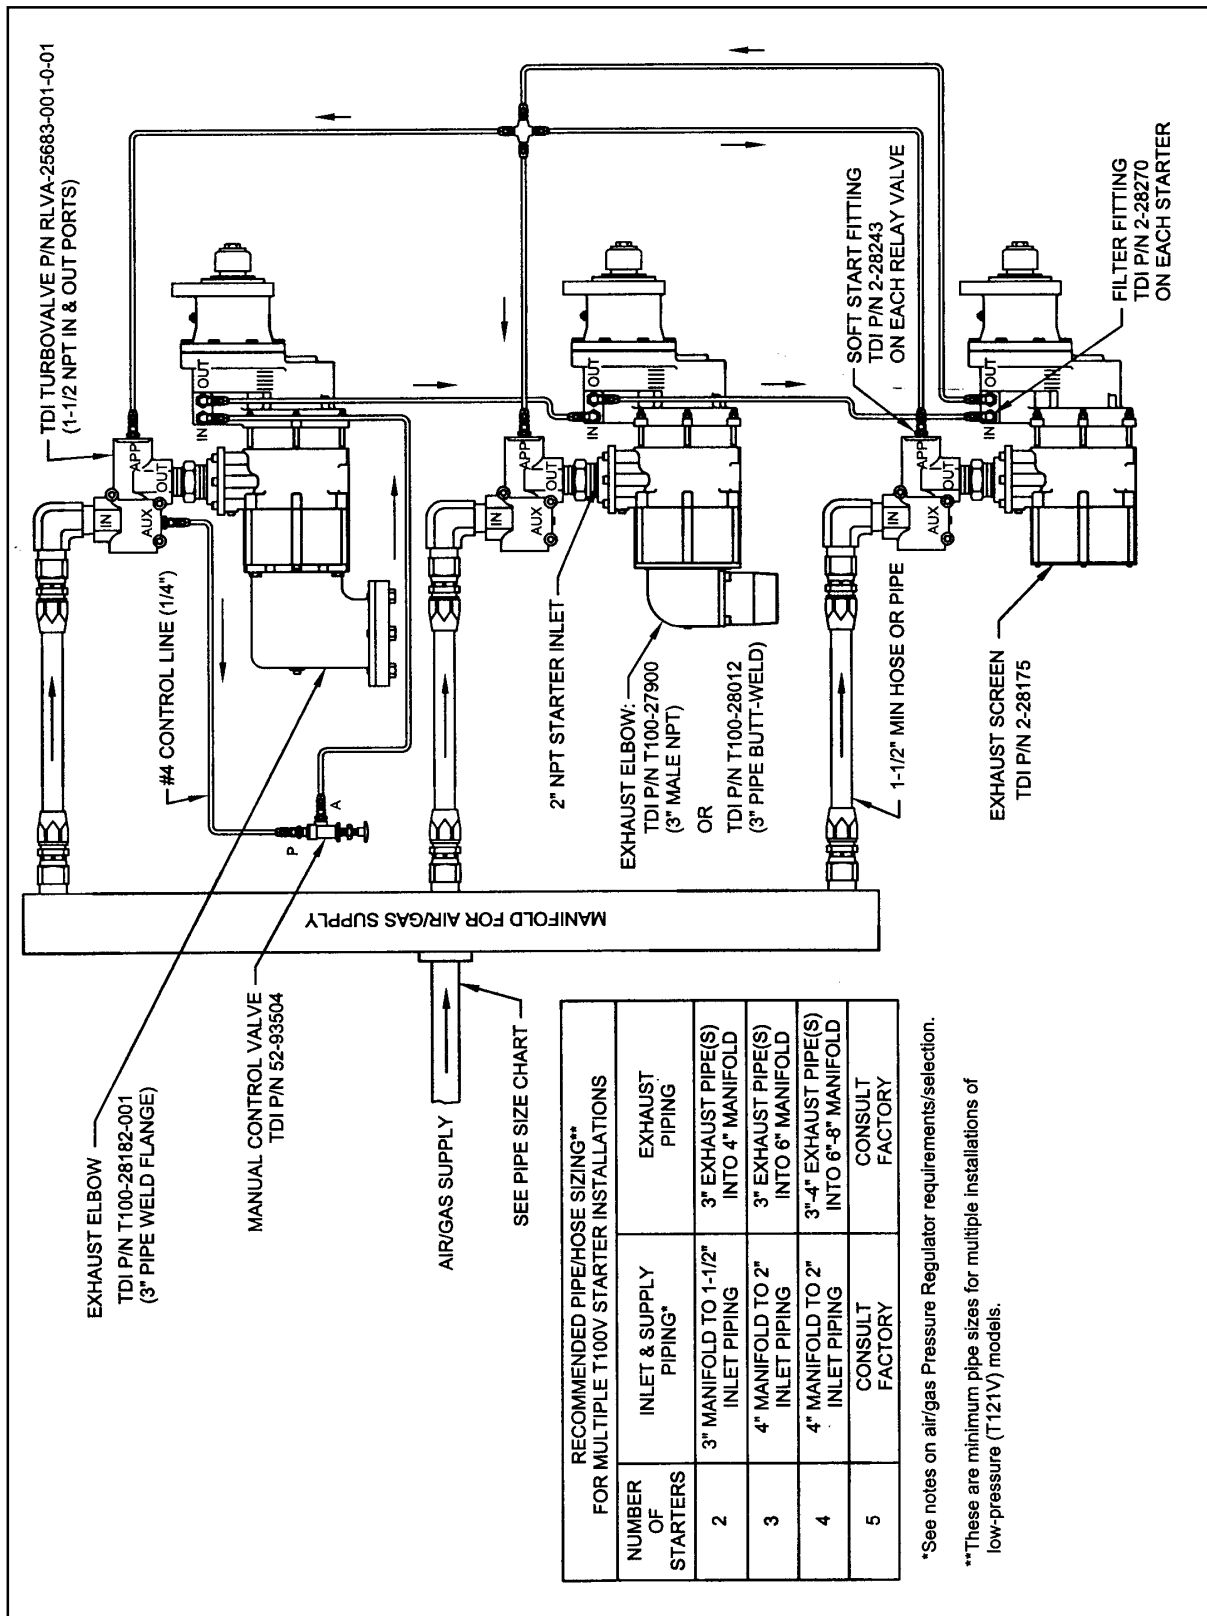 TDI TURBOVALVE P/N RLVA-25683-001-0-01
(1-1/2 NPT IN & OUT PORTS)
#4 CONTROL LINE (1/4")
IN
APP
OUT
AUX
IN
OUT
P
A
EXHAUST ELBOW
TDI P/N T100-28182-001
(3" PIPE WELD FLANGE)
MANUAL CONTROL VALVE
TDI P/N 52-93504
MANIFOLD FOR AIR/GAS SUPPLY
AIR/GAS SUPPLY
SEE PIPE SIZE CHART
IN
APP
OUT
AUX
IN
OUT
2" NPT STARTER INLET
EXHAUST ELBOW:
TDI P/N T100-27900
(3" MALE NPT)
OR
TDI P/N T100-28012
(3" PIPE BUTT-WELD)
SOFT START FITTING
TDI P/N 2-28243
ON EACH RELAY VALVE
IN
APP
OUT
AUX
IN
OUT
1-1/2" MIN HOSE OR PIPE
EXHAUST SCREEN
TDI P/N 2-28175
FILTER FITTING
TDI P/N 2-28270
ON EACH STARTER
RECOMMENDED PIPE/HOSE SIZING**
FOR MULTIPLE T100V STARTER INSTALLATIONS
NUMBER
OF
STARTERS
INLET & SUPPLY
PIPING*
EXHAUST
PIPING
2
3" MANIFOLD TO 1-1/2"
INLET PIPING
3" EXHAUST PIPE(S)
INTO 4" MANIFOLD
3
4" MANIFOLD TO 2"
INLET PIPING
3" EXHAUST PIPE(S)
INTO 6" MANIFOLD
4
4" MANIFOLD TO 2"
INLET PIPING
3"-4" EXHAUST PIPE(S)
INTO 6"-8" MANIFOLD
5
CONSULT
FACTORY
CONSULT
FACTORY
*See notes on air/gas Pressure Regulator requirements/selection.
**These are minimum pipe sizes for multiple installations of
low-pressure (T121V) models.